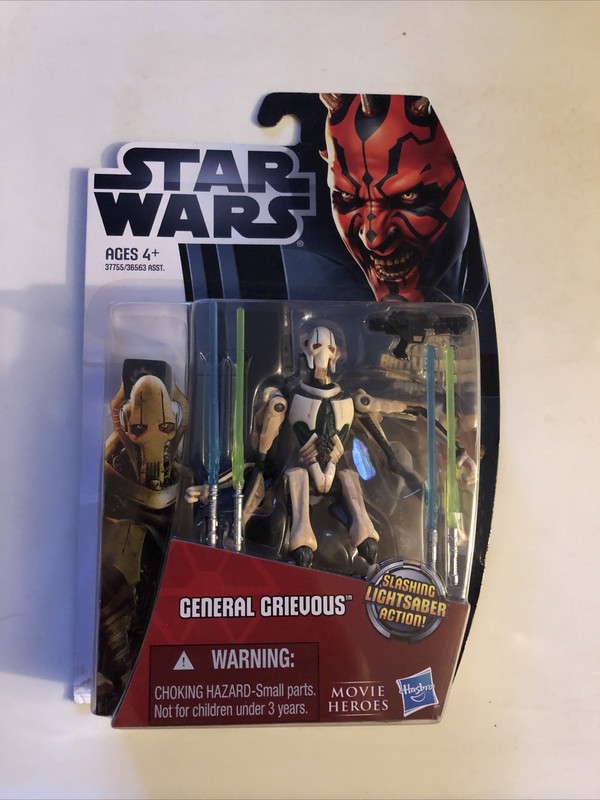 STAR
WARS®
AGES 4+
37755/36563 ASST.
GENERAL GRIEVOUS™
SLASHING
LIGHTSABER
ACTION!
WARNING:
CHOKING HAZARD-Small parts.
Not for children under 3 years.
MOVIE
HEROES
Hasbro